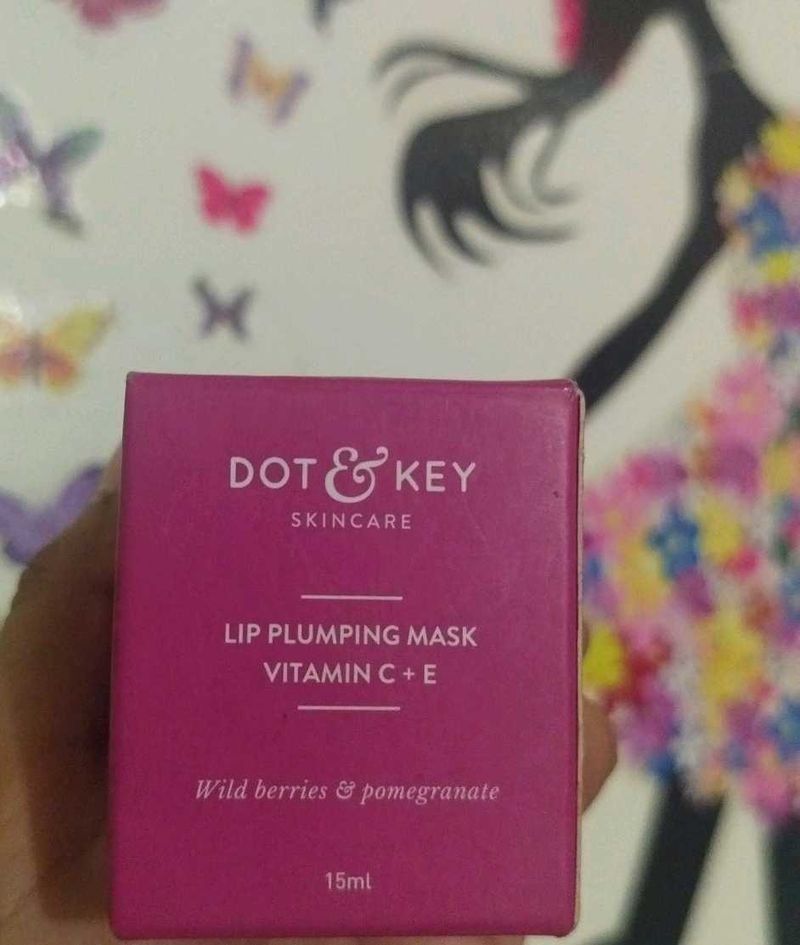 DOT & KEY
SKINCARE
LIP PLUMPING MASK
VITAMIN C + E
Wild berries & pomegranate
15ml